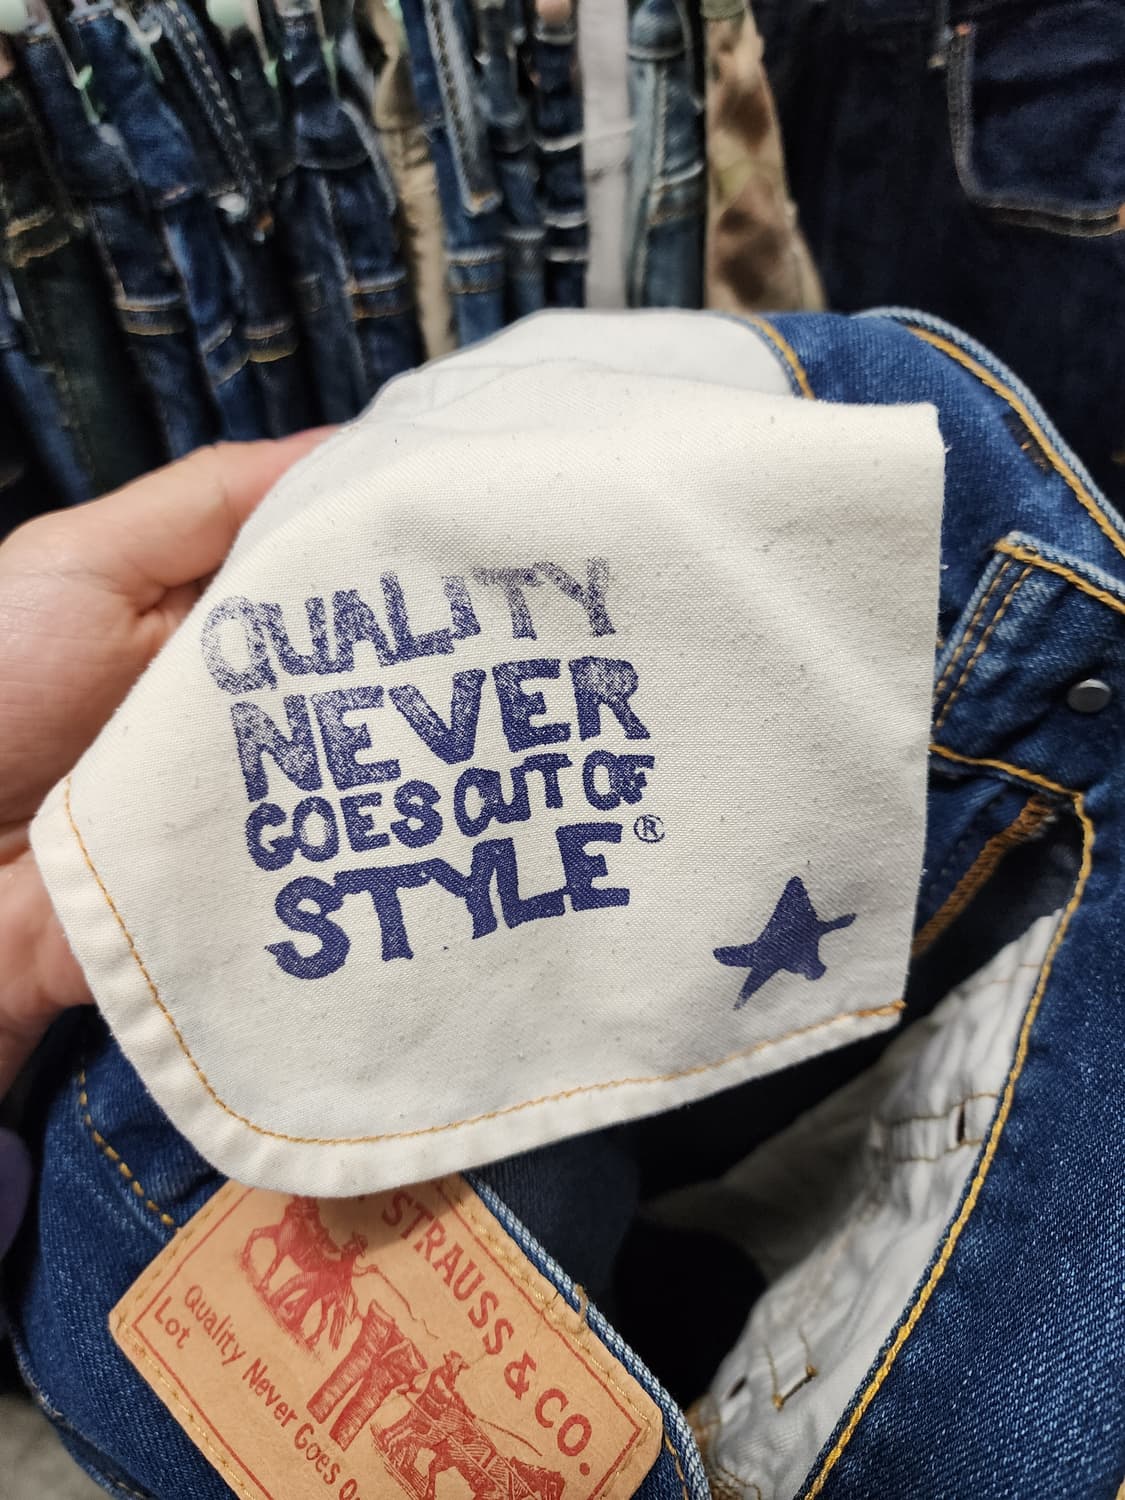 QUALITY
NEVER
GOES OUT OF
STYLE®
STRAUSS & CO.
Quality Never Goes
Lot